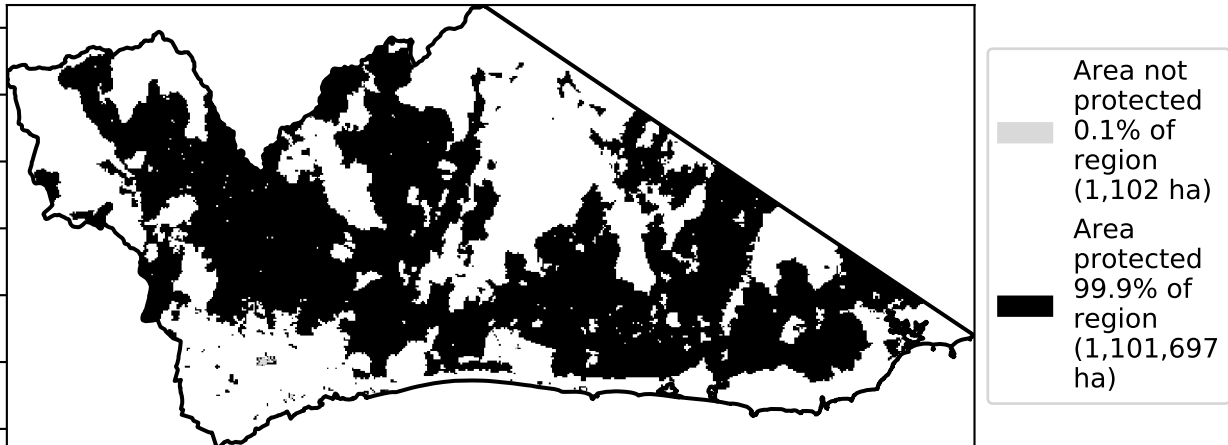 Area not
protected
0.1% of
region
(1,102 ha)
Area
protected
99.9% of
region
(1,101,697
ha)